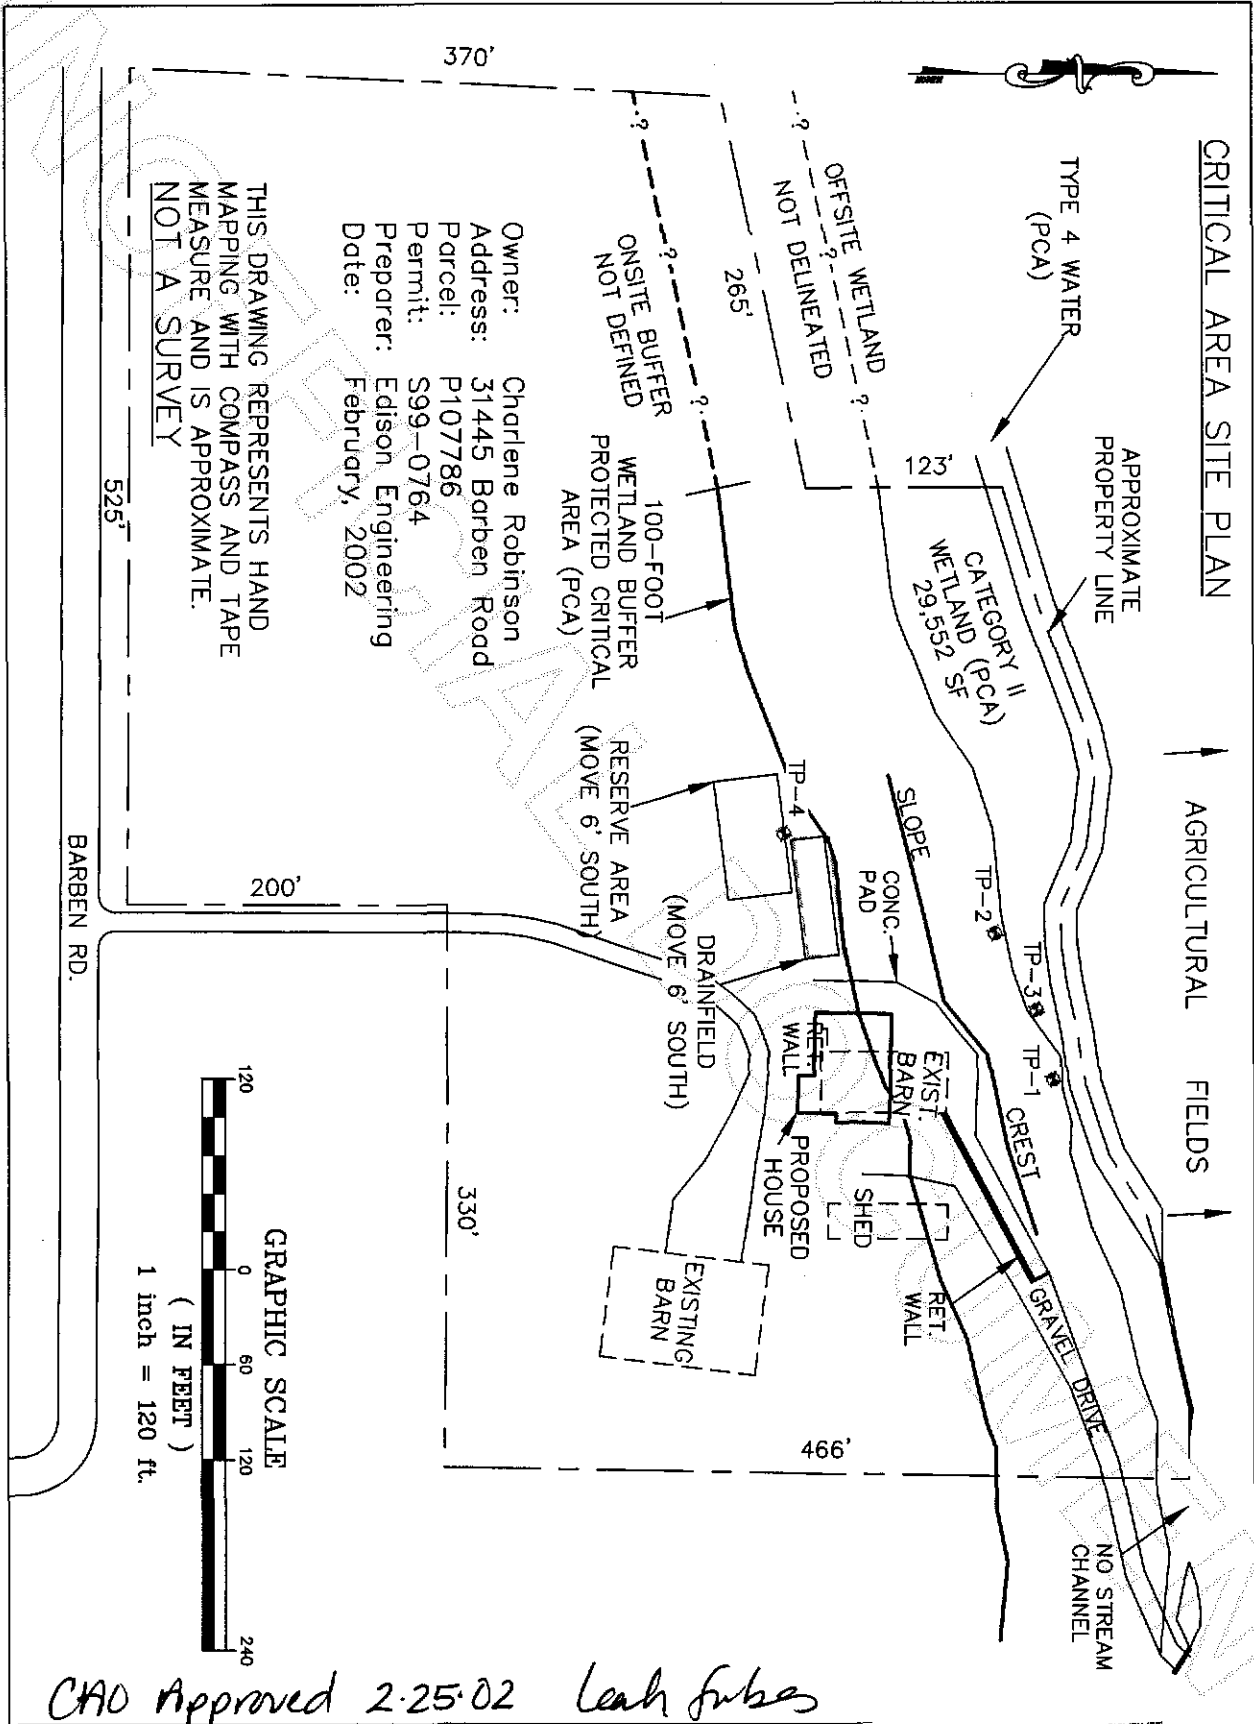 CRITICAL AREA SITE PLAN
TYPE 4 WATER
(PCA)
APPROXIMATE
PROPERTY LINE
AGRICULTURAL FIELDS
NORTH
370'
OFFSITE WETLAND
NOT DELINEATED
?
?
?
265'
123'
CATEGORY II
WETLAND (PCA)
29,552 SF
?
?
?
ONSITE BUFFER
NOT DEFINED
100-FOOT
WETLAND BUFFER
PROTECTED CRITICAL
AREA (PCA)
SLOPE
CREST
TP-2
TP-3
TP-1
TP-4
CONC.
PAD
RESERVE AREA
(MOVE 6' SOUTH)
DRAINFIELD
(MOVE 6' SOUTH)
EXIST.
BARN
RET.
WALL
PROPOSED
HOUSE
SHED
RET.
WALL
GRAVEL DRIVE
EXISTING
BARN
NO STREAM
CHANNEL
466'
330'
200'
525'
BARBEN RD.
Owner: Charlene Robinson
Address: 31445 Barben Road
Parcel: P107786
Permit: S99-0764
Preparer: Edison Engineering
Date: February, 2002
THIS DRAWING REPRESENTS HAND
MAPPING WITH COMPASS AND TAPE
MEASURE AND IS APPROXIMATE.
NOT A SURVEY
GRAPHIC SCALE
120 0 60 120 240
( IN FEET )
1 inch = 120 ft.
CAO Approved 2-25-02 Leah
UNOFFICIAL DOCUMENT